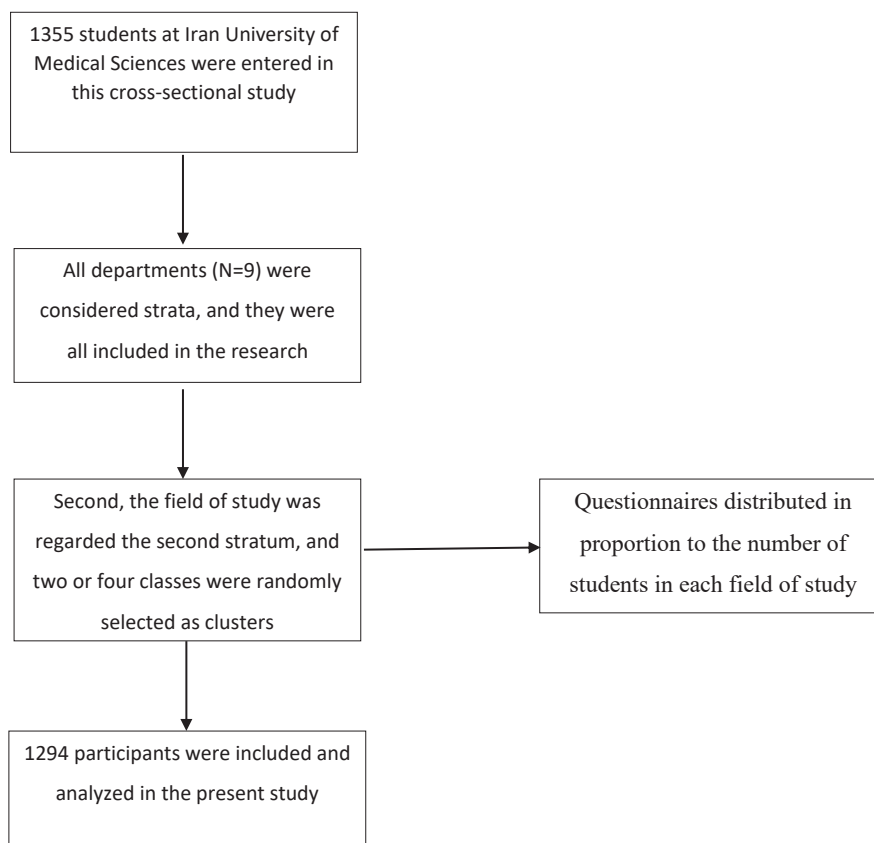 1355 students at Iran University of
Medical Sciences were entered in
this cross-sectional study
All departments (N=9) were
considered strata, and they were
all included in the research
Second, the field of study was
regarded the second stratum, and
two or four classes were randomly
selected as clusters
Questionnaires distributed in
proportion to the number of
students in each field of study
1294 participants were included and
analyzed in the present study